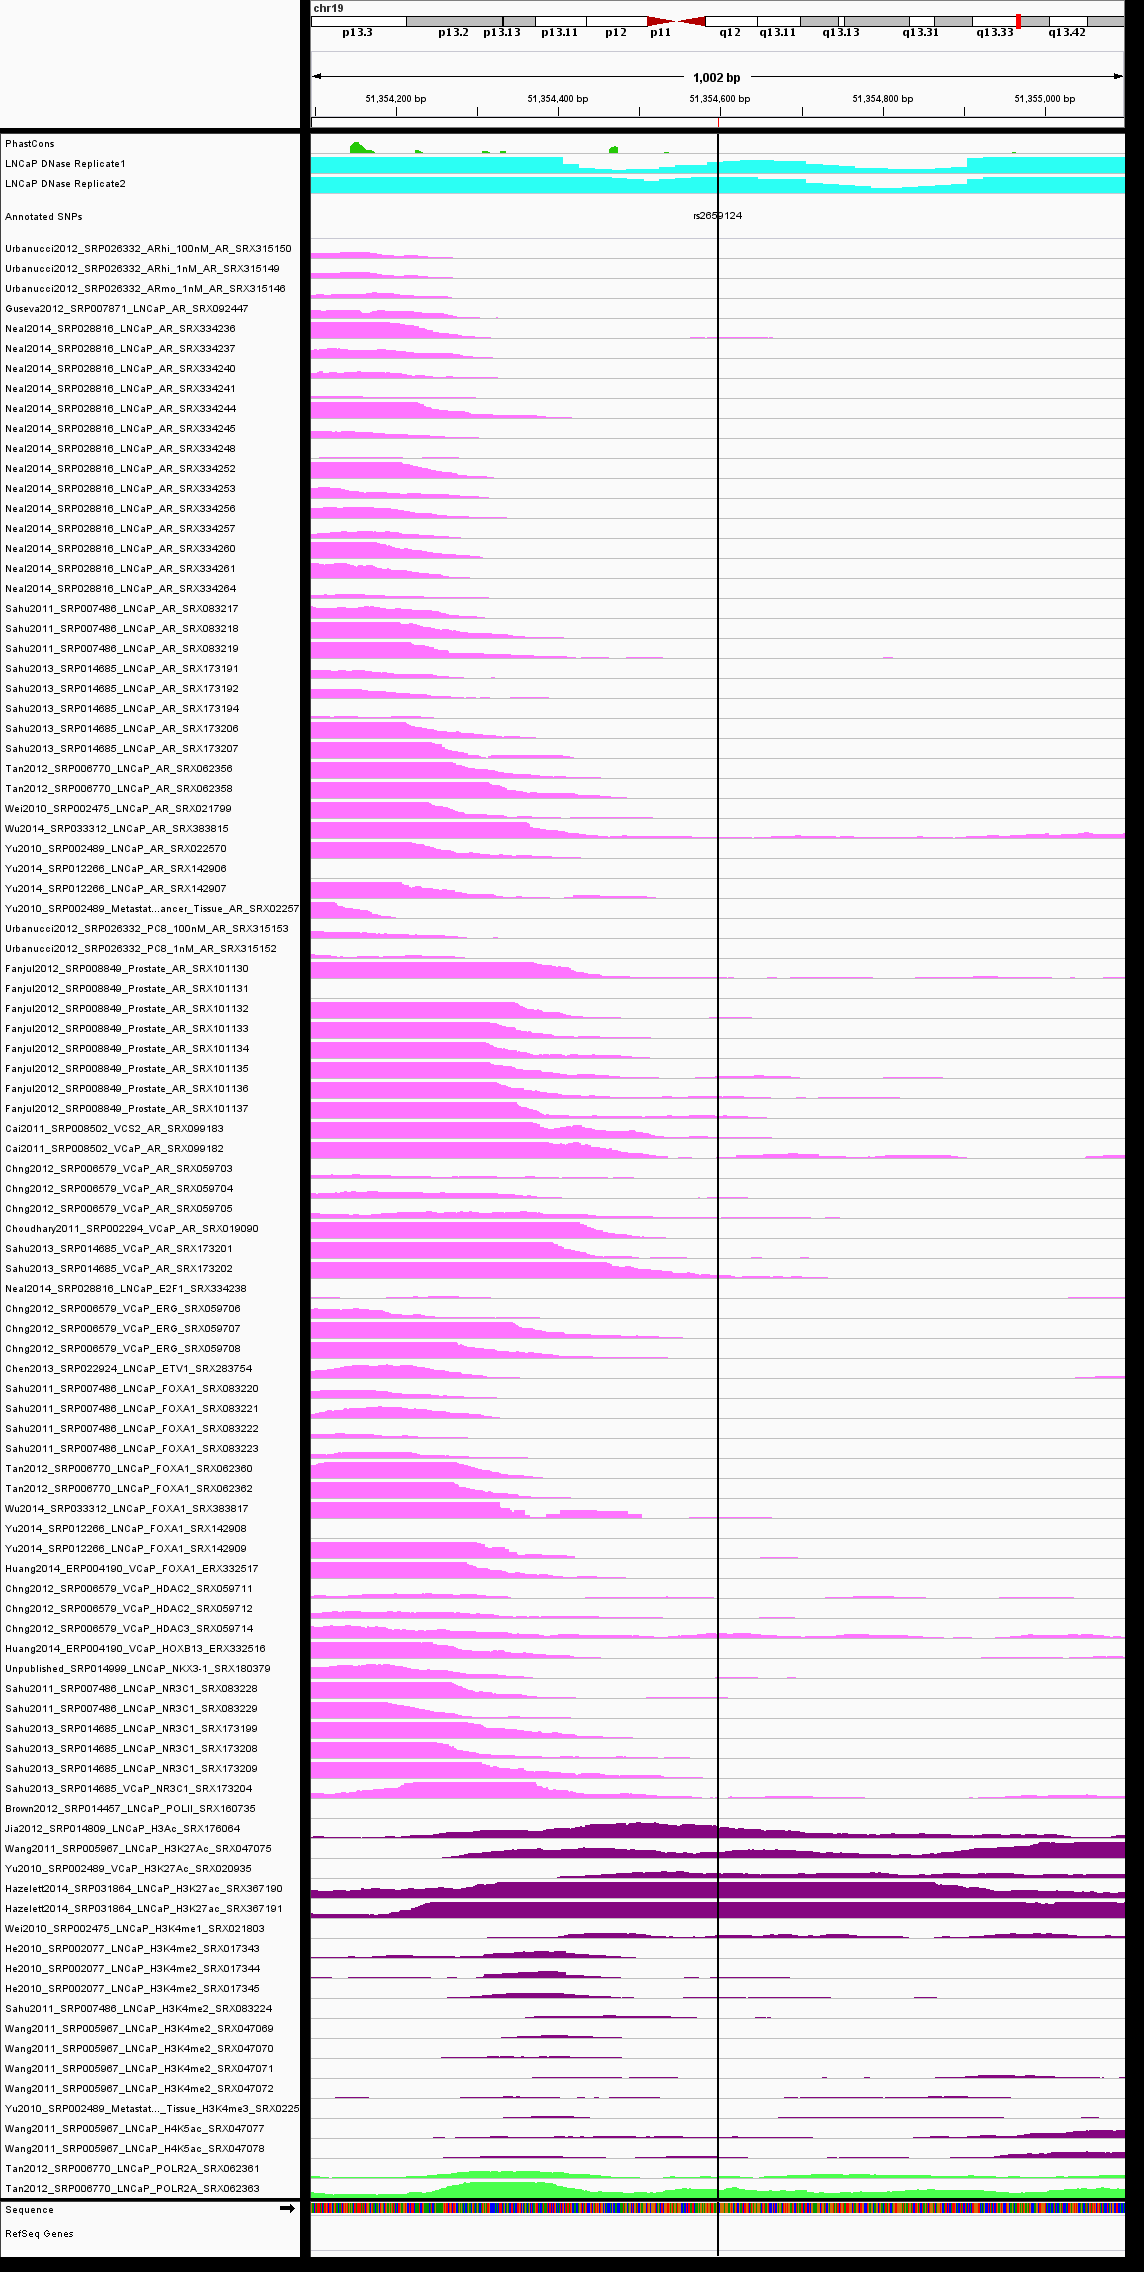 chr19
p13.3 p13.2 p13.13 p13.11 p12 p11 q12 q13.11 q13.13 q13.31 q13.33 q13.42
1,002 bp
51,354,200 bp 51,354,400 bp 51,354,600 bp 51,354,800 bp 51,355,000 bp
PhastCons
LNCaP DNase Replicate1
LNCaP DNase Replicate2
Annotated SNPs rs2659124
Urbanucci2012_SRP026332_ARhi_100nM_AR_SRX315150
Urbanucci2012_SRP026332_ARhi_1nM_AR_SRX315149
Urbanucci2012_SRP026332_ARmo_1nM_AR_SRX315146
Guseva2012_SRP007871_LNCaP_AR_SRX092447
Neal2014_SRP028816_LNCaP_AR_SRX334236
Neal2014_SRP028816_LNCaP_AR_SRX334237
Neal2014_SRP028816_LNCaP_AR_SRX334240
Neal2014_SRP028816_LNCaP_AR_SRX334241
Neal2014_SRP028816_LNCaP_AR_SRX334244
Neal2014_SRP028816_LNCaP_AR_SRX334245
Neal2014_SRP028816_LNCaP_AR_SRX334248
Neal2014_SRP028816_LNCaP_AR_SRX334252
Neal2014_SRP028816_LNCaP_AR_SRX334253
Neal2014_SRP028816_LNCaP_AR_SRX334256
Neal2014_SRP028816_LNCaP_AR_SRX334257
Neal2014_SRP028816_LNCaP_AR_SRX334260
Neal2014_SRP028816_LNCaP_AR_SRX334261
Neal2014_SRP028816_LNCaP_AR_SRX334264
Sahu2011_SRP007486_LNCaP_AR_SRX083217
Sahu2011_SRP007486_LNCaP_AR_SRX083218
Sahu2011_SRP007486_LNCaP_AR_SRX083219
Sahu2013_SRP014685_LNCaP_AR_SRX173191
Sahu2013_SRP014685_LNCaP_AR_SRX173192
Sahu2013_SRP014685_LNCaP_AR_SRX173194
Sahu2013_SRP014685_LNCaP_AR_SRX173206
Sahu2013_SRP014685_LNCaP_AR_SRX173207
Tan2012_SRP006770_LNCaP_AR_SRX062356
Tan2012_SRP006770_LNCaP_AR_SRX062358
Wei2010_SRP002475_LNCaP_AR_SRX021799
Wu2014_SRP033312_LNCaP_AR_SRX383815
Yu2010_SRP002489_LNCaP_AR_SRX022570
Yu2014_SRP012266_LNCaP_AR_SRX142906
Yu2014_SRP012266_LNCaP_AR_SRX142907
Yu2010_SRP002489_Metastat...ancer_Tissue_AR_SRX02257
Urbanucci2012_SRP026332_PC8_100nM_AR_SRX315153
Urbanucci2012_SRP026332_PC8_1nM_AR_SRX315152
Fanjul2012_SRP008849_Prostate_AR_SRX101130
Fanjul2012_SRP008849_Prostate_AR_SRX101131
Fanjul2012_SRP008849_Prostate_AR_SRX101132
Fanjul2012_SRP008849_Prostate_AR_SRX101133
Fanjul2012_SRP008849_Prostate_AR_SRX101134
Fanjul2012_SRP008849_Prostate_AR_SRX101135
Fanjul2012_SRP008849_Prostate_AR_SRX101136
Fanjul2012_SRP008849_Prostate_AR_SRX101137
Cai2011_SRP008502_VCS2_AR_SRX099183
Cai2011_SRP008502_VCaP_AR_SRX099182
Chng2012_SRP006579_VCaP_AR_SRX059703
Chng2012_SRP006579_VCaP_AR_SRX059704
Chng2012_SRP006579_VCaP_AR_SRX059705
Choudhary2011_SRP002294_VCaP_AR_SRX019090
Sahu2013_SRP014685_VCaP_AR_SRX173201
Sahu2013_SRP014685_VCaP_AR_SRX173202
Neal2014_SRP028816_LNCaP_E2F1_SRX334238
Chng2012_SRP006579_VCaP_ERG_SRX059706
Chng2012_SRP006579_VCaP_ERG_SRX059707
Chng2012_SRP006579_VCaP_ERG_SRX059708
Chen2013_SRP022924_LNCaP_ETV1_SRX283754
Sahu2011_SRP007486_LNCaP_FOXA1_SRX083220
Sahu2011_SRP007486_LNCaP_FOXA1_SRX083221
Sahu2011_SRP007486_LNCaP_FOXA1_SRX083222
Sahu2011_SRP007486_LNCaP_FOXA1_SRX083223
Tan2012_SRP006770_LNCaP_FOXA1_SRX062360
Tan2012_SRP006770_LNCaP_FOXA1_SRX062362
Wu2014_SRP033312_LNCaP_FOXA1_SRX383817
Yu2014_SRP012266_LNCaP_FOXA1_SRX142908
Yu2014_SRP012266_LNCaP_FOXA1_SRX142909
Huang2014_ERP004190_VCaP_FOXA1_ERX332517
Chng2012_SRP006579_VCaP_HDAC2_SRX059711
Chng2012_SRP006579_VCaP_HDAC2_SRX059712
Chng2012_SRP006579_VCaP_HDAC3_SRX059714
Huang2014_ERP004190_VCaP_HOXB13_ERX332516
Unpublished_SRP014999_LNCaP_NKX3-1_SRX180379
Sahu2011_SRP007486_LNCaP_NR3C1_SRX083228
Sahu2011_SRP007486_LNCaP_NR3C1_SRX083229
Sahu2013_SRP014685_LNCaP_NR3C1_SRX173199
Sahu2013_SRP014685_LNCaP_NR3C1_SRX173208
Sahu2013_SRP014685_LNCaP_NR3C1_SRX173209
Sahu2013_SRP014685_VCaP_NR3C1_SRX173204
Brown2012_SRP014457_LNCaP_POLII_SRX160735
Jia2012_SRP014809_LNCaP_H3Ac_SRX176064
Wang2011_SRP005967_LNCaP_H3K27Ac_SRX047075
Yu2010_SRP002489_VCaP_H3K27Ac_SRX020935
Hazelett2014_SRP031864_LNCaP_H3K27ac_SRX367190
Hazelett2014_SRP031864_LNCaP_H3K27ac_SRX367191
Wei2010_SRP002475_LNCaP_H3K4me1_SRX021803
He2010_SRP002077_LNCaP_H3K4me2_SRX017343
He2010_SRP002077_LNCaP_H3K4me2_SRX017344
He2010_SRP002077_LNCaP_H3K4me2_SRX017345
Sahu2011_SRP007486_LNCaP_H3K4me2_SRX083224
Wang2011_SRP005967_LNCaP_H3K4me2_SRX047069
Wang2011_SRP005967_LNCaP_H3K4me2_SRX047070
Wang2011_SRP005967_LNCaP_H3K4me2_SRX047071
Wang2011_SRP005967_LNCaP_H3K4me2_SRX047072
Yu2010_SRP002489_Metastat..._Tissue_H3K4me3_SRX0225
Wang2011_SRP005967_LNCaP_H4K5ac_SRX047077
Wang2011_SRP005967_LNCaP_H4K5ac_SRX047078
Tan2012_SRP006770_LNCaP_POLR2A_SRX062361
Tan2012_SRP006770_LNCaP_POLR2A_SRX062363
Sequence
RefSeq Genes